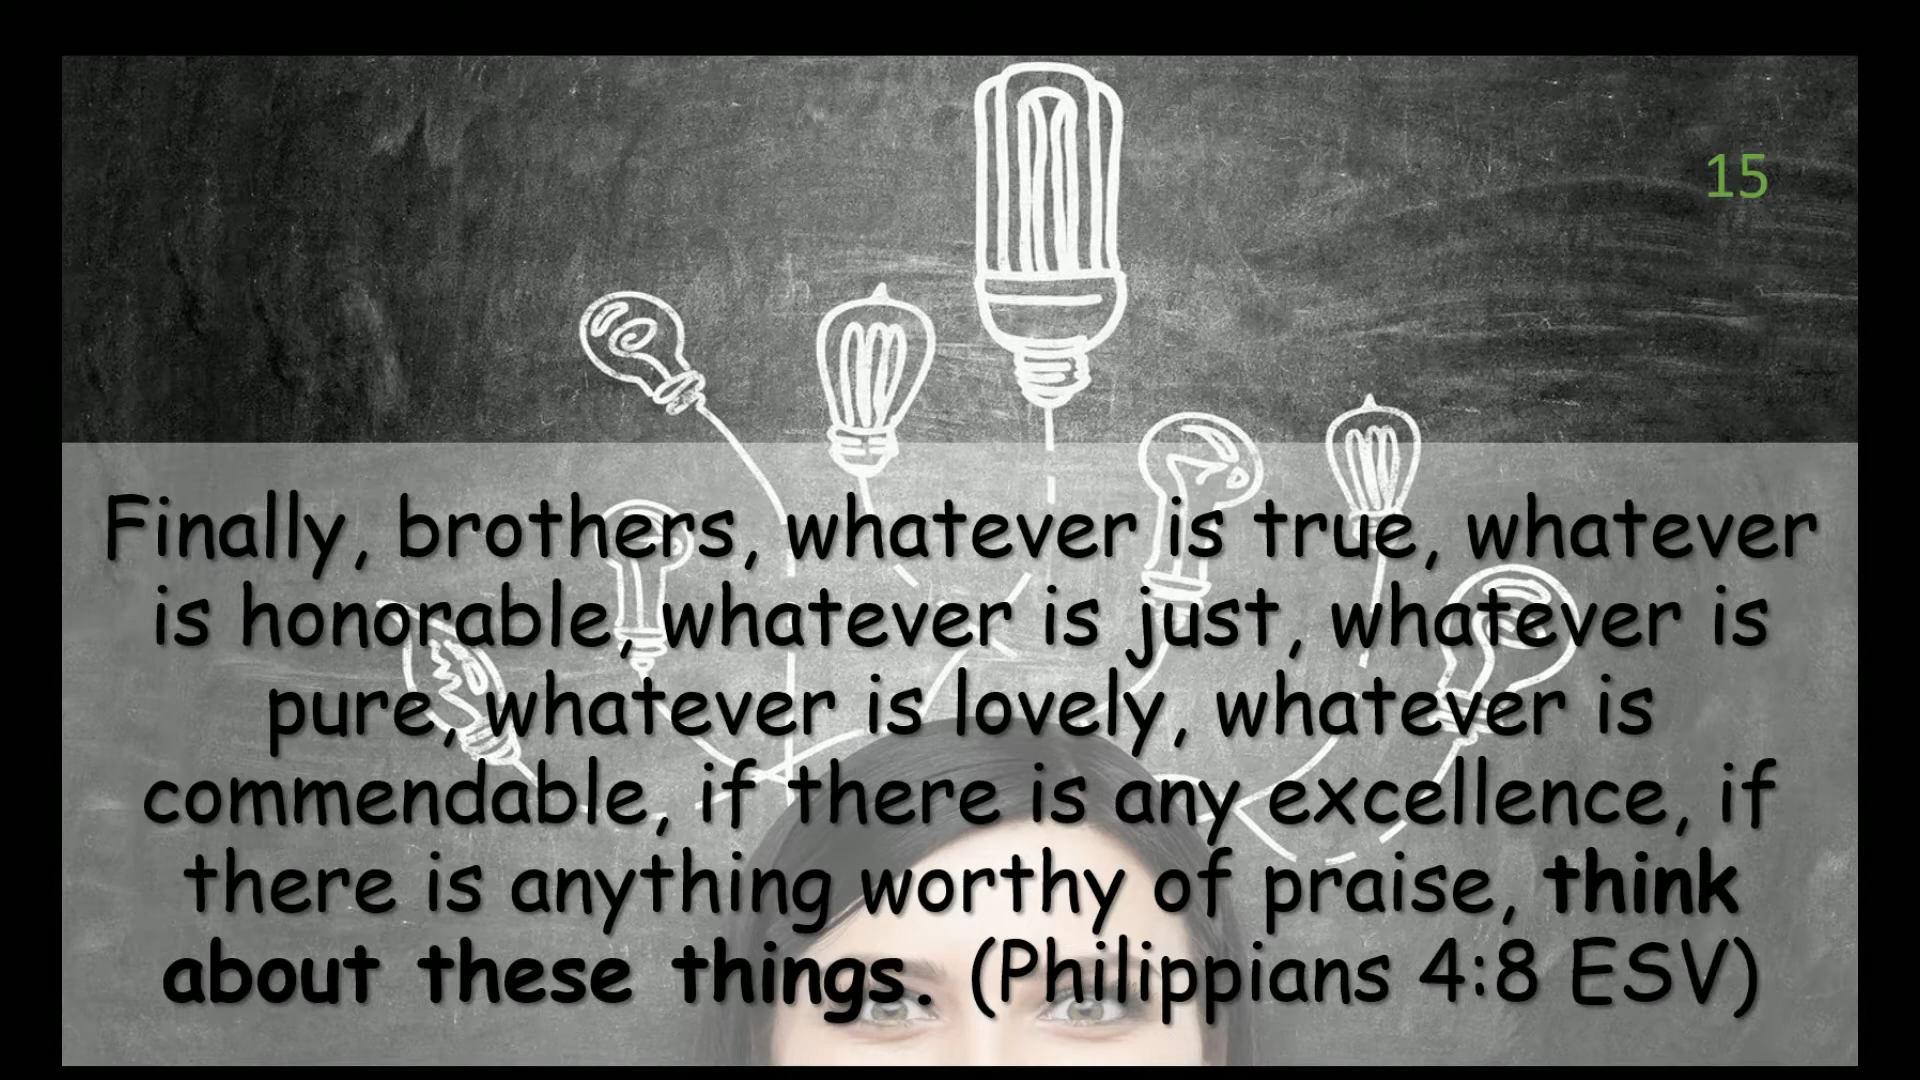 15
Finally, brothers, whatever is true, whatever
is honorable, whatever is just, whatever is
pure, whatever is lovely, whatever is
commendable, if there is any excellence, if
there is anything worthy of praise, think
about these things. (Philippians 4:8 ESV)